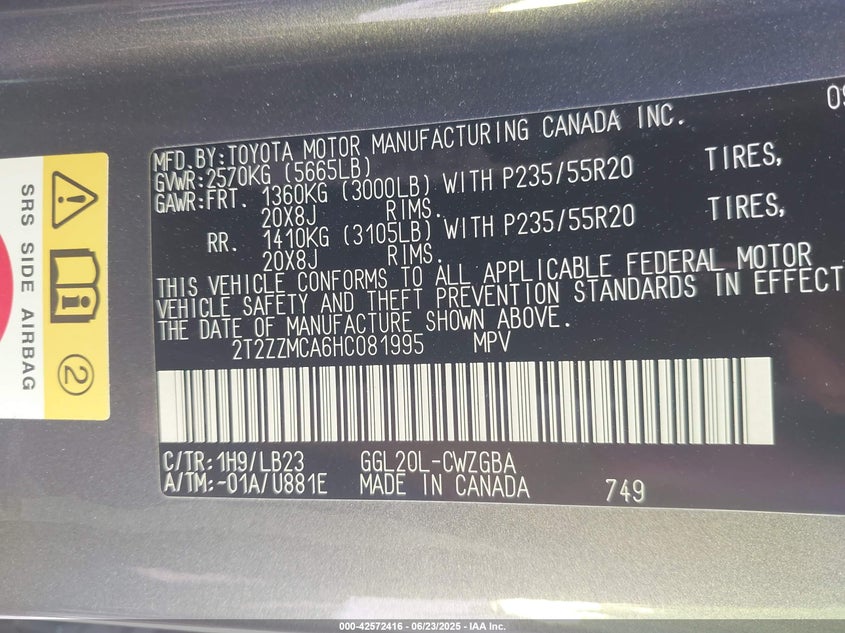 09
MFD.BY:TOYOTA MOTOR MANUFACTURING CANADA INC.
GVWR:2570KG (5665LB)
GAWR:FRT. 1360KG (3000LB) WITH P235/55R20 TIRES,
20X8J RIMS.
RR. 1410KG (3105LB) WITH P235/55R20 TIRES,
20X8J RIMS.
THIS VEHICLE CONFORMS TO ALL APPLICABLE FEDERAL MOTOR
VEHICLE SAFETY AND THEFT PREVENTION STANDARDS IN EFFECT
THE DATE OF MANUFACTURE SHOWN ABOVE.
2T2ZZMCA6HC081995 MPV
C/TR:1H9/LB23 GGL20L-CWZGBA
A/TM:-01A/U881E MADE IN CANADA 749
SRS SIDE AIRBAG
2
000-42572416 - 06/23/2025 - IAA Inc.